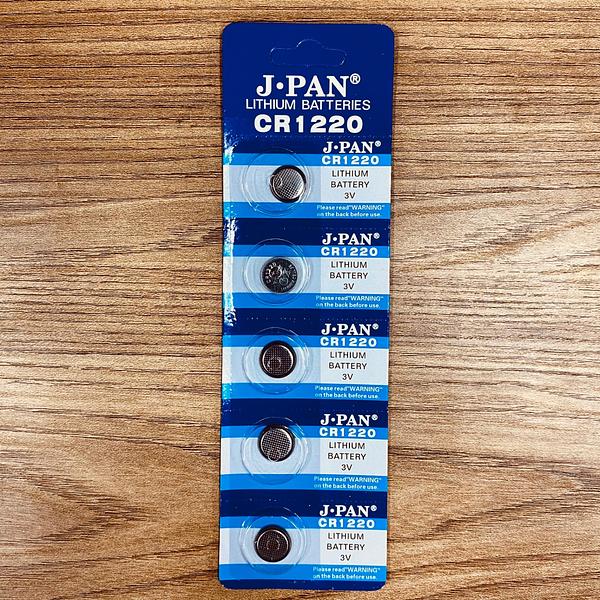 J·PAN®
LITHIUM BATTERIES
CR1220
J·PAN®
CR1220
LITHIUM
BATTERY
3V
Please read"WARNING"
on the back before use.
J·PAN®
CR1220
LITHIUM
BATTERY
3V
Please read"WARNING"
on the back before use.
J·PAN®
CR1220
LITHIUM
BATTERY
3V
Please read"WARNING"
on the back before use.
J·PAN®
CR1220
LITHIUM
BATTERY
3V
Please read"WARNING"
on the back before use.
J·PAN®
CR1220
LITHIUM
BATTERY
3V
Please read"WARNING"
on the back before use.